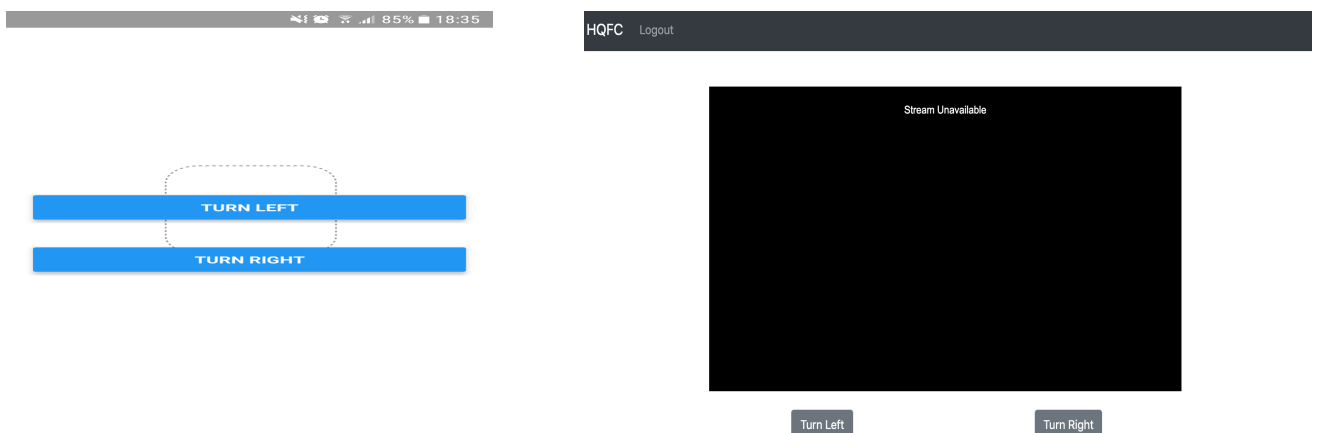 85% 18:35
TURN LEFT
TURN RIGHT
HQFC Logout
Stream Unavailable
Turn Left Turn Right